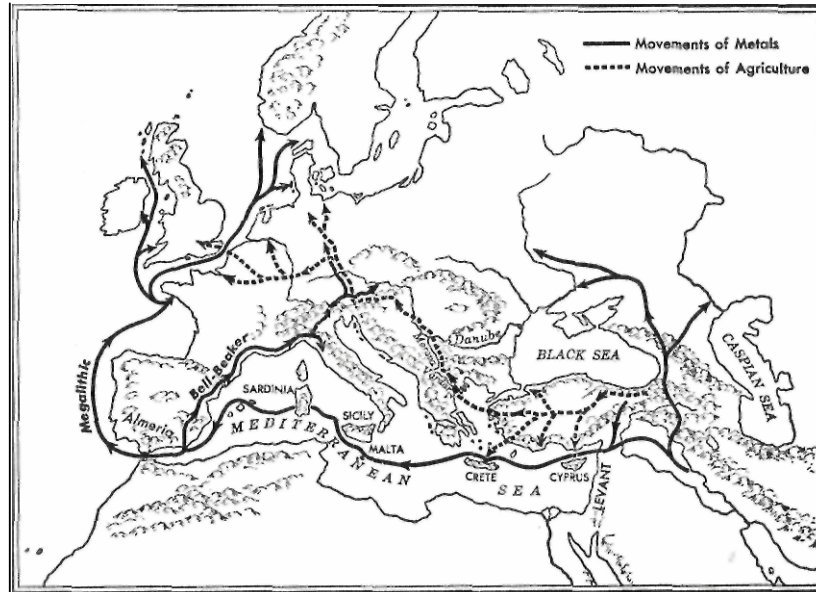 Movements of Metals
Movements of Agriculture
Megalithic
Bell-Beaker
Almeria
SARDINIA
SICILY
MALTA
MEDITERRANEAN
SEA
CRETE
CYPRUS
LEVANT
Danube
BLACK SEA
CASPIAN SEA